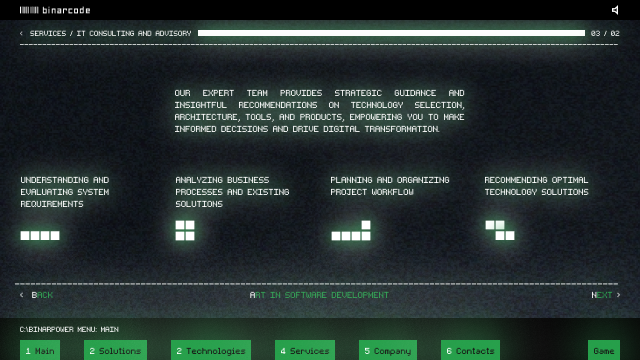 binarcode
‹ SERVICES / IT CONSULTING AND ADVISORY 03 / 02
OUR EXPERT TEAM PROVIDES STRATEGIC GUIDANCE AND
INSIGHTFUL RECOMMENDATIONS ON TECHNOLOGY SELECTION,
ARCHITECTURE, TOOLS, AND PRODUCTS, EMPOWERING YOU TO MAKE
INFORMED DECISIONS AND DRIVE DIGITAL TRANSFORMATION.
UNDERSTANDING AND
EVALUATING SYSTEM
REQUIREMENTS
ANALYZING BUSINESS
PROCESSES AND EXISTING
SOLUTIONS
PLANNING AND ORGANIZING
PROJECT WORKFLOW
RECOMMENDING OPTIMAL
TECHNOLOGY SOLUTIONS
‹ BACK ART IN SOFTWARE DEVELOPMENT NEXT ›
C:\BINARPOWER MENU: MAIN
1 Main 2 Solutions 2 Technologies 4 Services 5 Company 6 Contacts Game